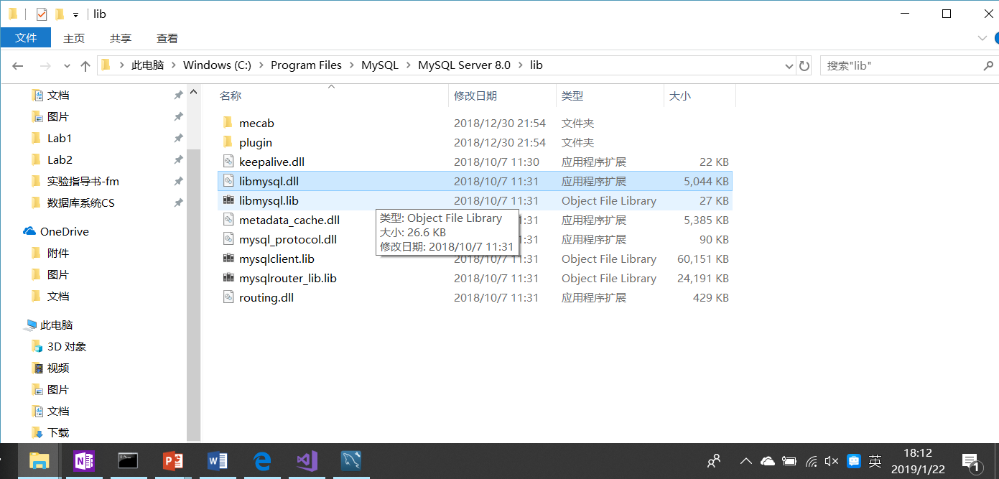 lib
文件 主页 共享 查看
此电脑 Windows (C:) Program Files MySQL MySQL Server 8.0 lib 搜索"lib"
名称 修改日期 类型 大小
mecab 2018/12/30 21:54 文件夹
plugin 2018/12/30 21:54 文件夹
keepalive.dll 2018/10/7 11:30 应用程序扩展 22 KB
libmysql.dll 2018/10/7 11:31 应用程序扩展 5,044 KB
libmysql.lib 2018/10/7 11:31 Object File Library 27 KB
metadata_cache.dll 1:31 应用程序扩展 5,385 KB
mysql_protocol.dll 1:31 应用程序扩展 90 KB
mysqlclient.lib 2018/10/7 11:31 Object File Library 60,151 KB
mysqlrouter_lib.lib 2018/10/7 11:31 Object File Library 24,191 KB
routing.dll 2018/10/7 11:31 应用程序扩展 429 KB
类型: Object File Library
大小: 26.6 KB
修改日期: 2018/10/7 11:31
文档
图片
Lab1
Lab2
实验指导书-fm
数据库系统CS
OneDrive
附件
图片
文档
此电脑
3D 对象
视频
图片
文档
下载
英
18:12
2019/1/22
1